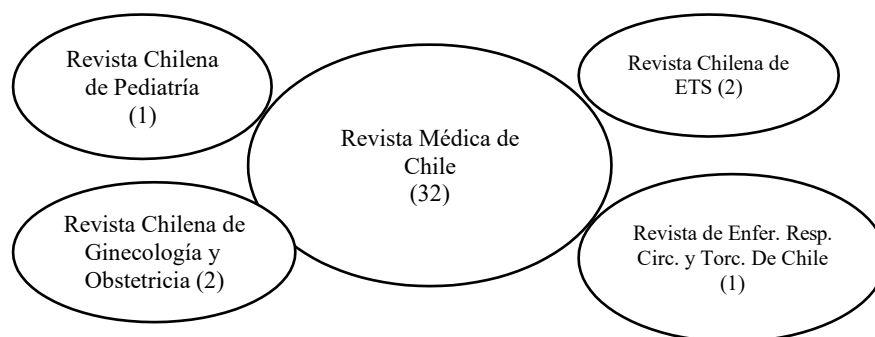 Revista Chilena
de Pediatría
(1)
Revista Médica de
Chile
(32)
Revista Chilena de
ETS (2)
Revista Chilena de
Ginecología y
Obstetricia (2)
Revista de Enfer. Resp.
Circ. y Torc. De Chile
(1)